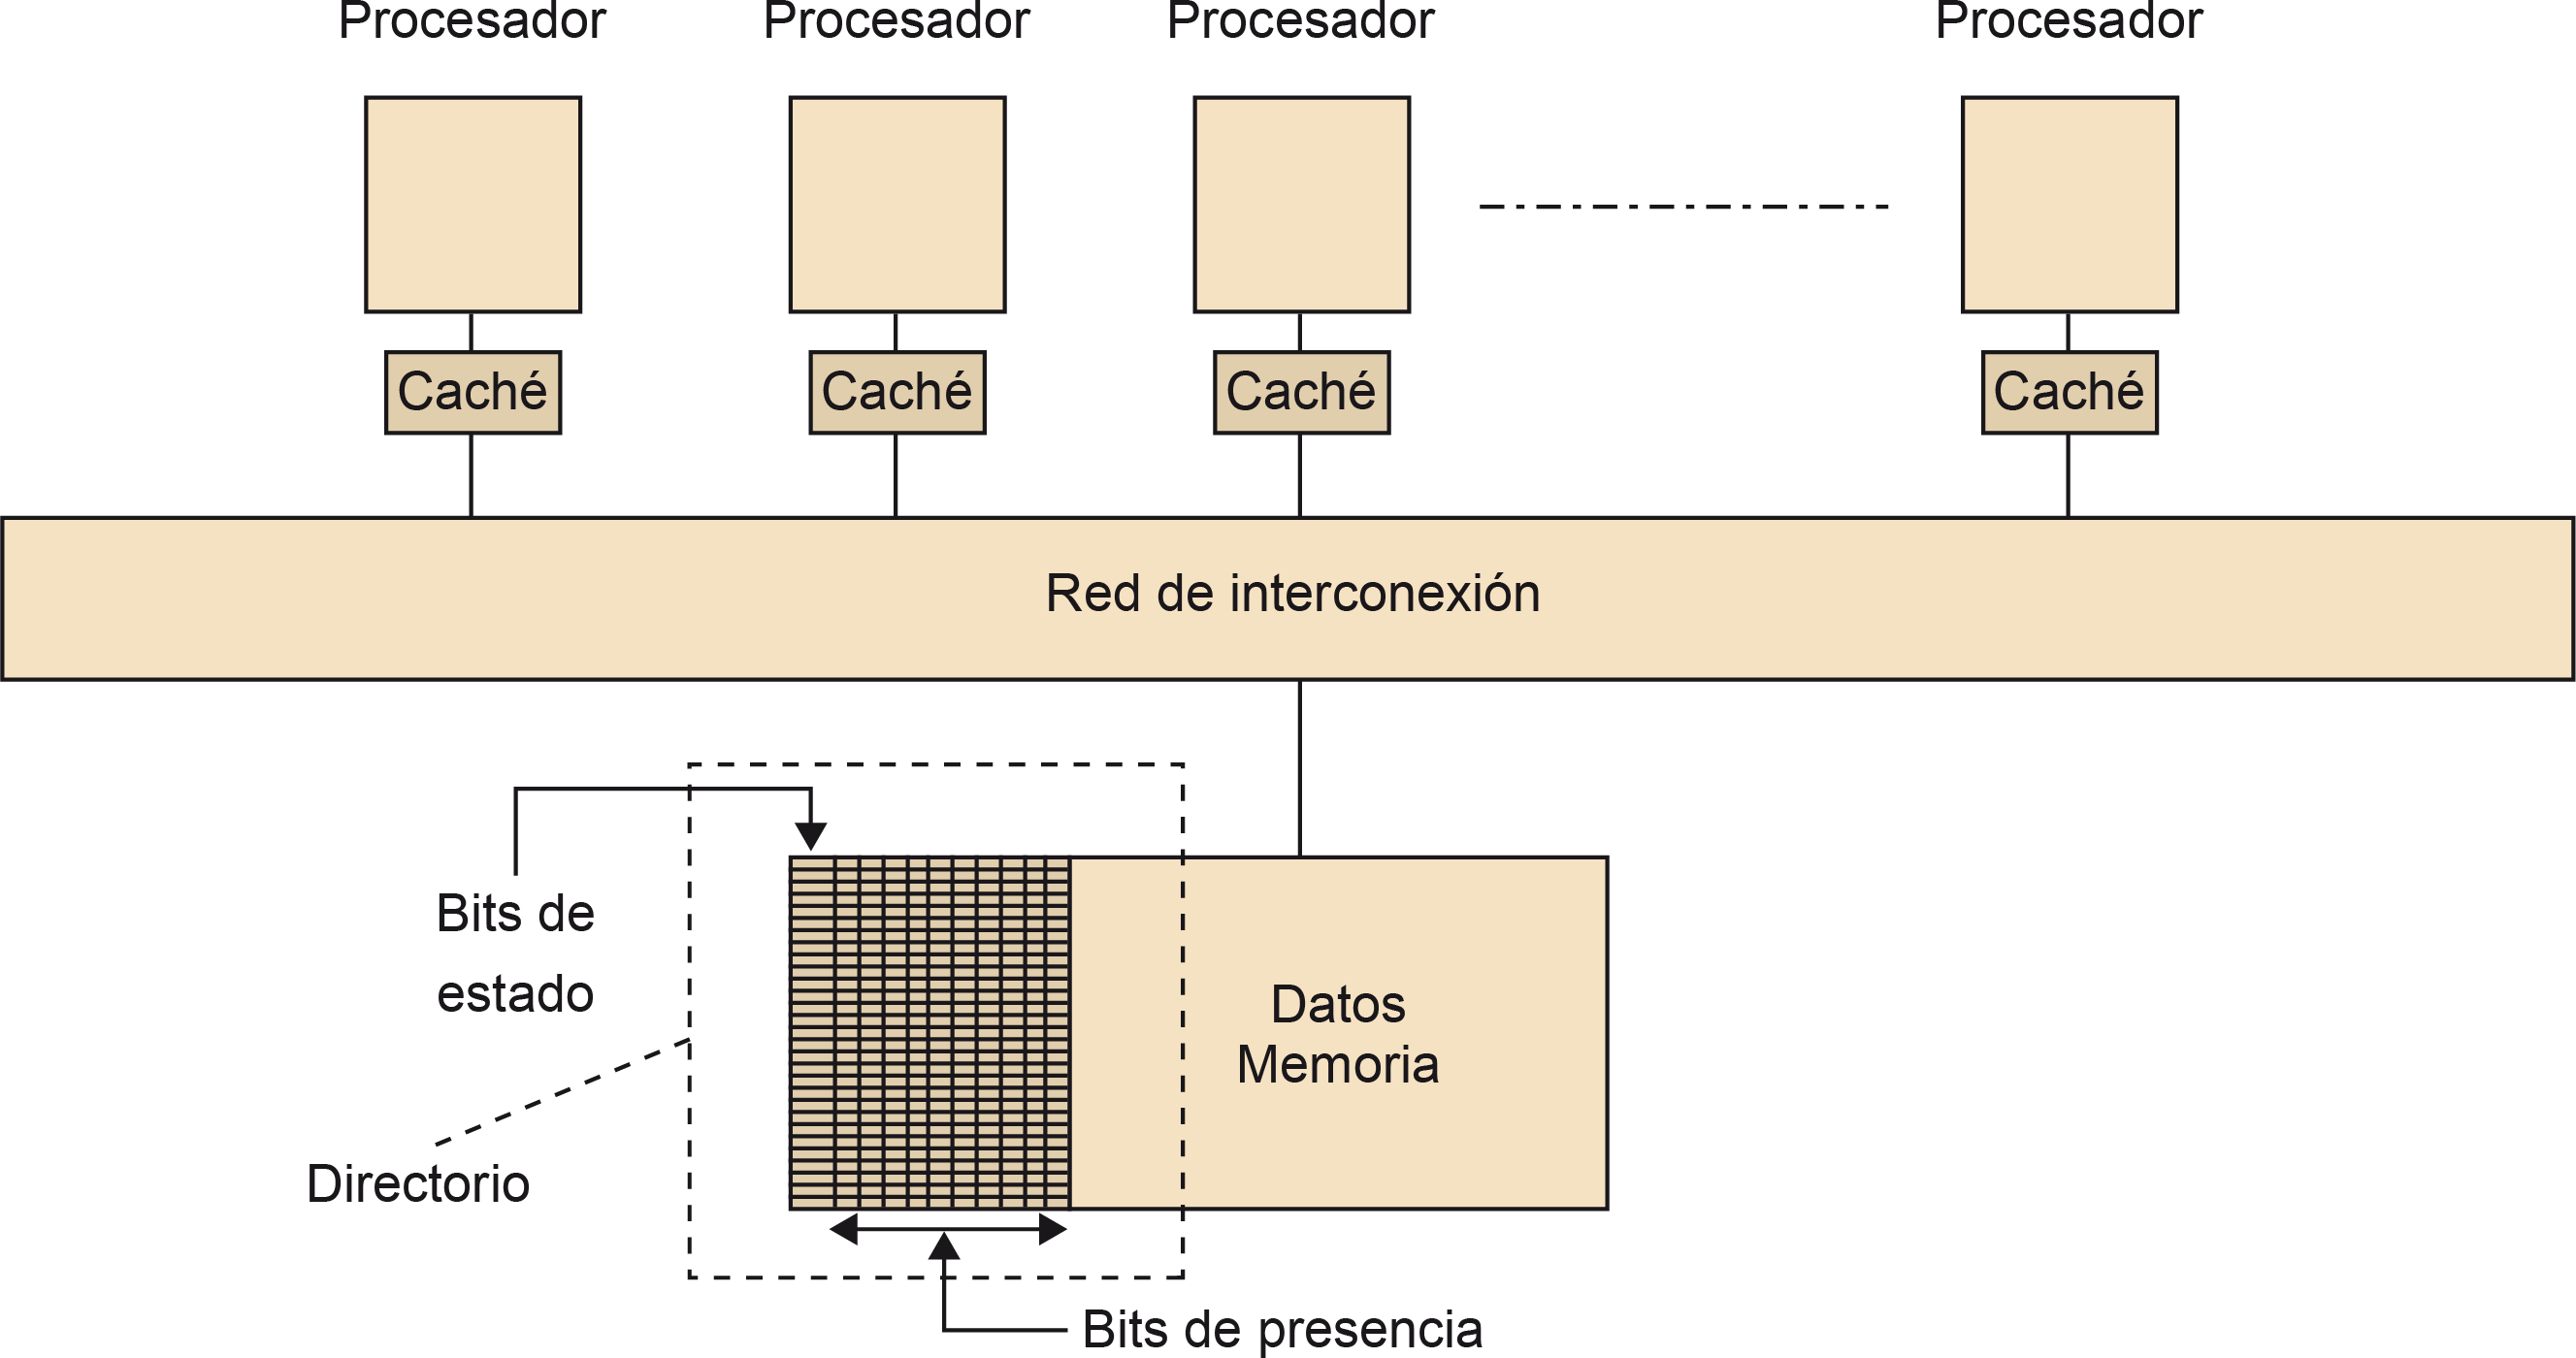 Procesador
Procesador
Procesador
Procesador
Caché
Caché
Caché
Caché
Red de interconexión
Bits de
estado
Datos
Memoria
Directorio
Bits de presencia